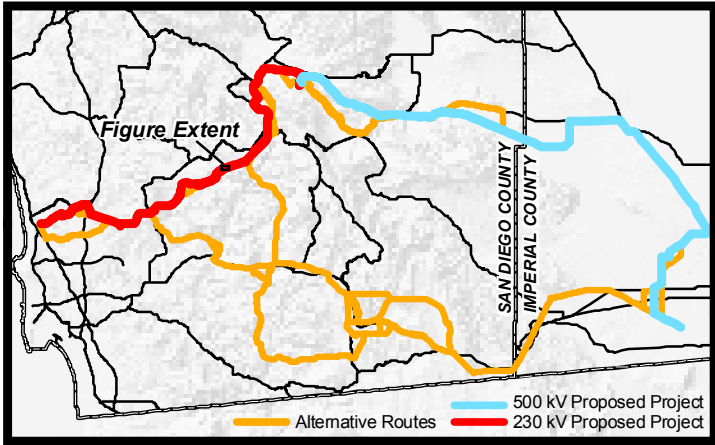 Figure Extent
SAN DIEGO COUNTY
IMPERIAL COUNTY
Alternative Routes
500 kV Proposed Project
230 kV Proposed Project